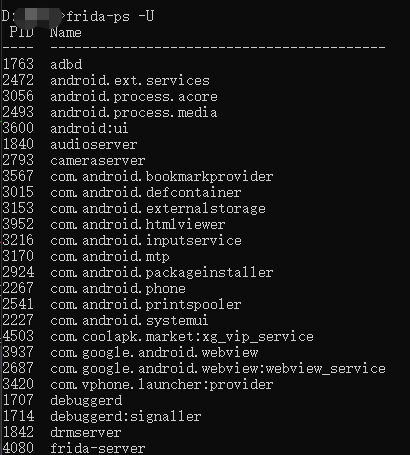 D:>frida-ps -U
PID Name
---- ----------------------------------------
1763 adbd
2472 android.ext.services
3056 android.process.acore
2493 android.process.media
3600 android:ui
1840 audioserver
2793 cameraserver
3567 com.android.bookmarkprovider
3015 com.android.defcontainer
3153 com.android.externalstorage
3952 com.android.htmlviewer
3216 com.android.inputservice
3170 com.android.mtp
2924 com.android.packageinstaller
2267 com.android.phone
2541 com.android.printspooler
2227 com.android.systemui
4503 com.coolapk.market:xg_vip_service
3937 com.google.android.webview
2687 com.google.android.webview:webview_service
3420 com.vphone.launcher:provider
1707 debuggerd
1714 debuggerd:signaller
1842 drmserver
4080 frida-server